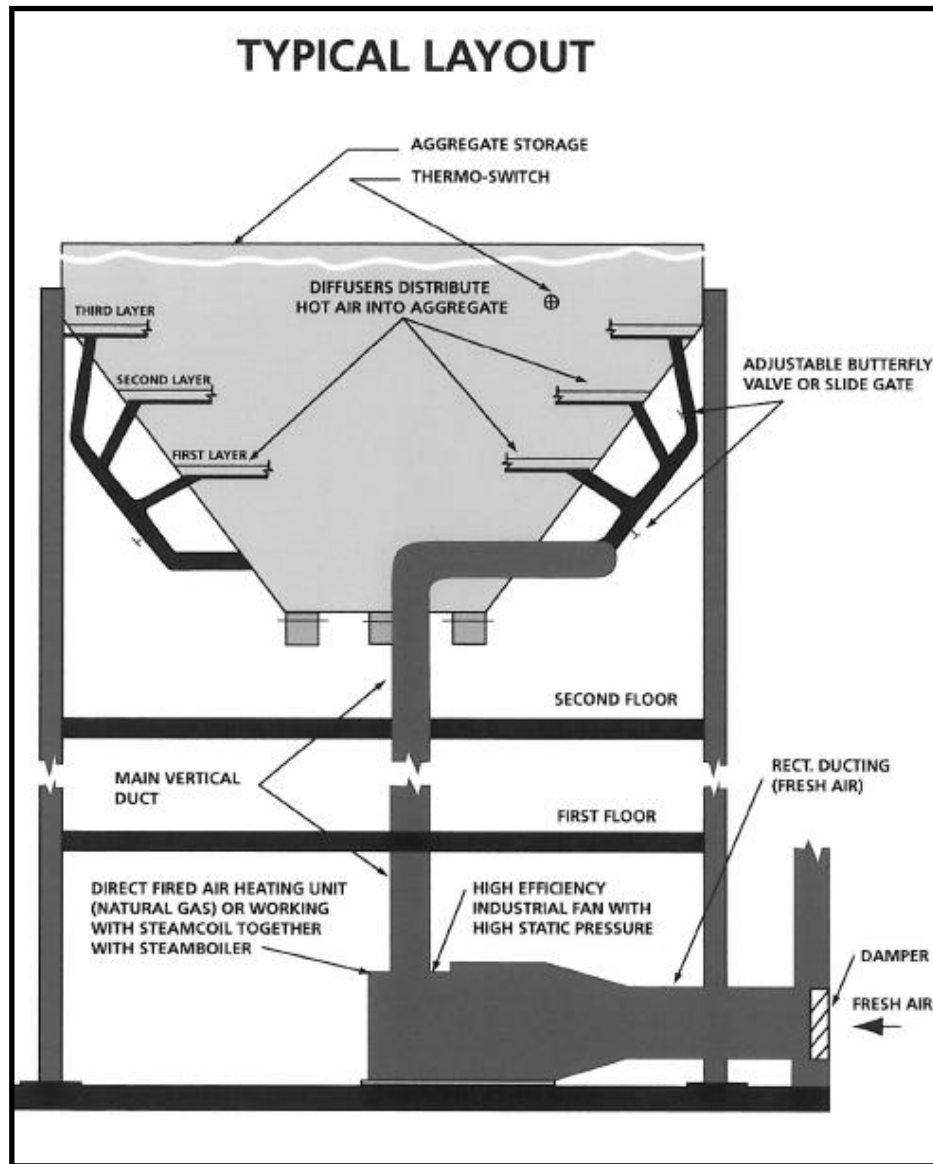 TYPICAL LAYOUT
AGGREGATE STORAGE
THERMO-SWITCH
DIFFUSERS DISTRIBUTE
HOT AIR INTO AGGREGATE
THIRD LAYER
SECOND LAYER
FIRST LAYER
ADJUSTABLE BUTTERFLY
VALVE OR SLIDE GATE
SECOND FLOOR
MAIN VERTICAL
DUCT
RECT. DUCTING
(FRESH AIR)
FIRST FLOOR
DIRECT FIRED AIR HEATING UNIT
(NATURAL GAS) OR WORKING
WITH STEAMCOIL TOGETHER
WITH STEAMBOILER
HIGH EFFICIENCY
INDUSTRIAL FAN WITH
HIGH STATIC PRESSURE
DAMPER
FRESH AIR